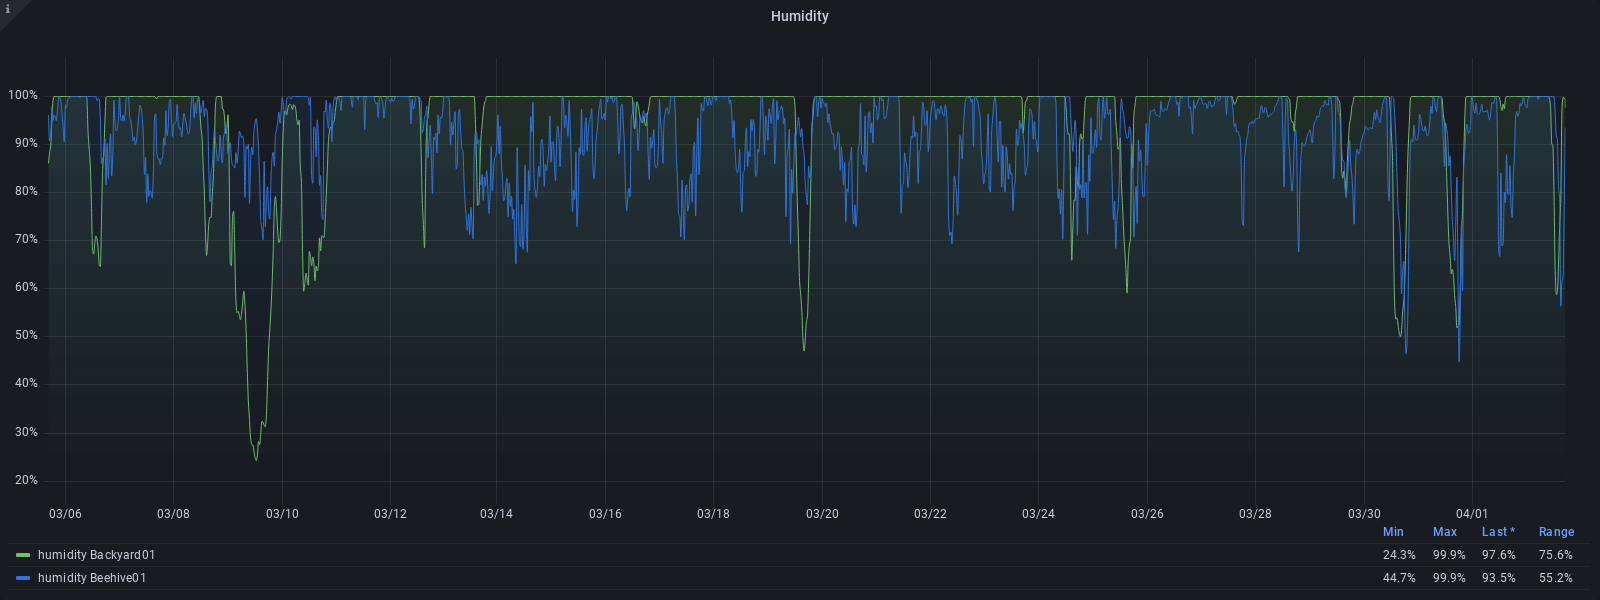 i
Humidity
100%
90%
80%
70%
60%
50%
40%
30%
20%
03/06 03/08 03/10 03/12 03/14 03/16 03/18 03/20 03/22 03/24 03/26 03/28 03/30 04/01
Min Max Last * Range
humidity Backyard01 24.3% 99.9% 97.6% 75.6%
humidity Beehive01 44.7% 99.9% 93.5% 55.2%